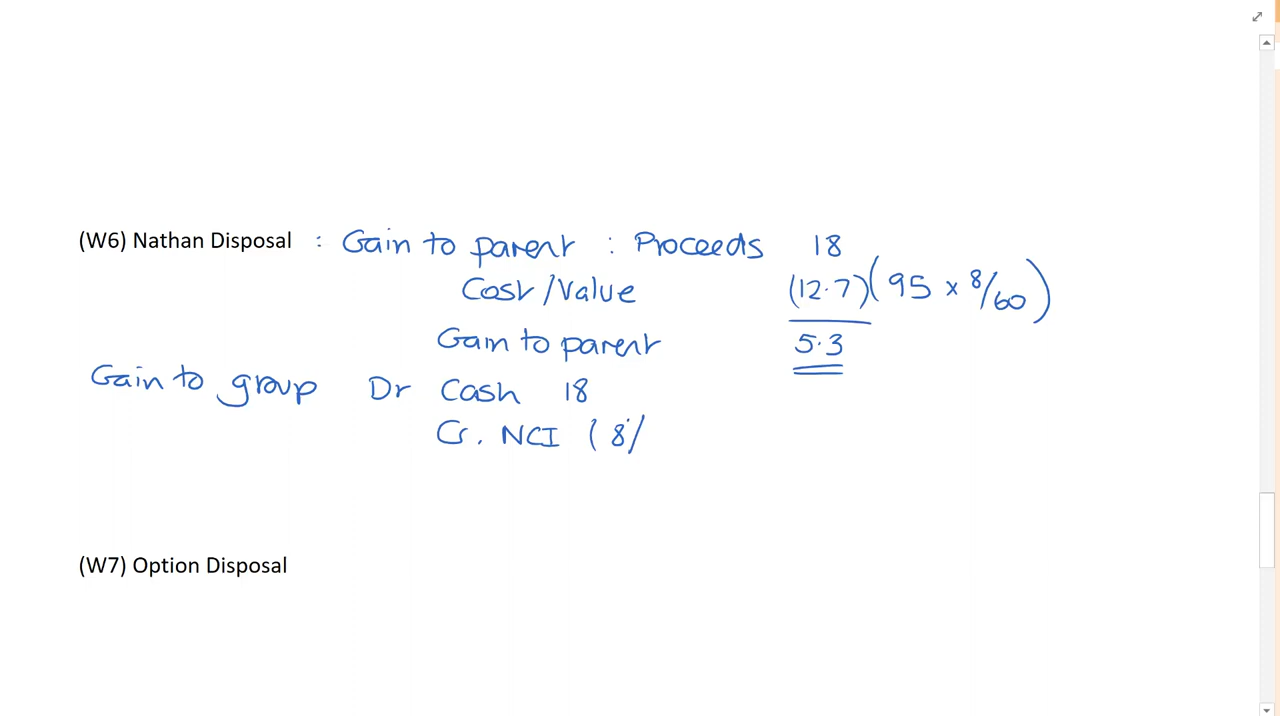 (W6) Nathan Disposal : Gain to parent : Proceeds 18
Cost/Value (12.7) (95 × 8/60)
Gain to parent 5.3
Gain to group Dr Cash 18
Cr. NCI (8/
(W7) Option Disposal